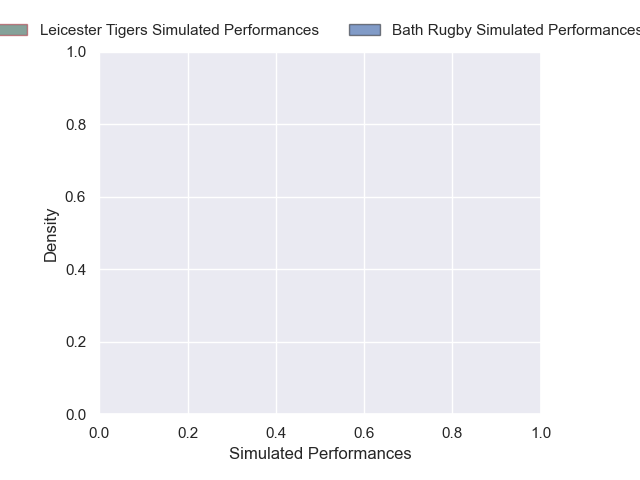 Leicester Tigers Simulated Performances Bath Rugby Simulated Performances
1.0
0.8
0.6
0.4
0.2
0.0
Density
0.0 0.2 0.4 0.6 0.8 1.0
Simulated Performances